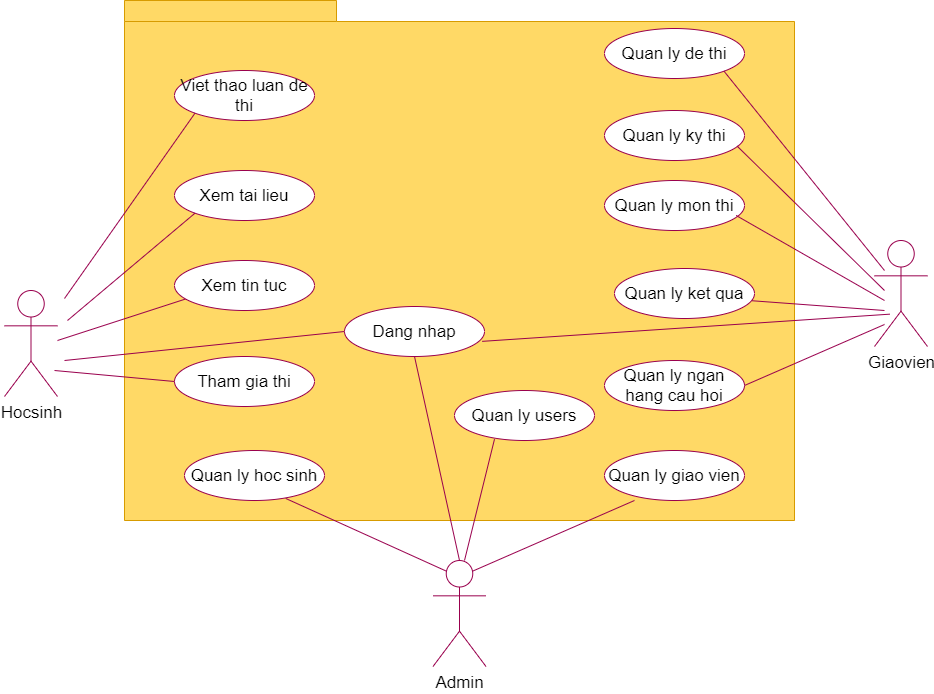 Quan ly de thi
Viet thao luan de
thi
Quan ly ky thi
Xem tai lieu
Quan ly mon thi
Xem tin tuc
Quan ly ket qua
Dang nhap
Giaovien
Tham gia thi
Quan ly ngan
hang cau hoi
Hocsinh
Quan ly users
Quan ly hoc sinh
Quan ly giao vien
Admin